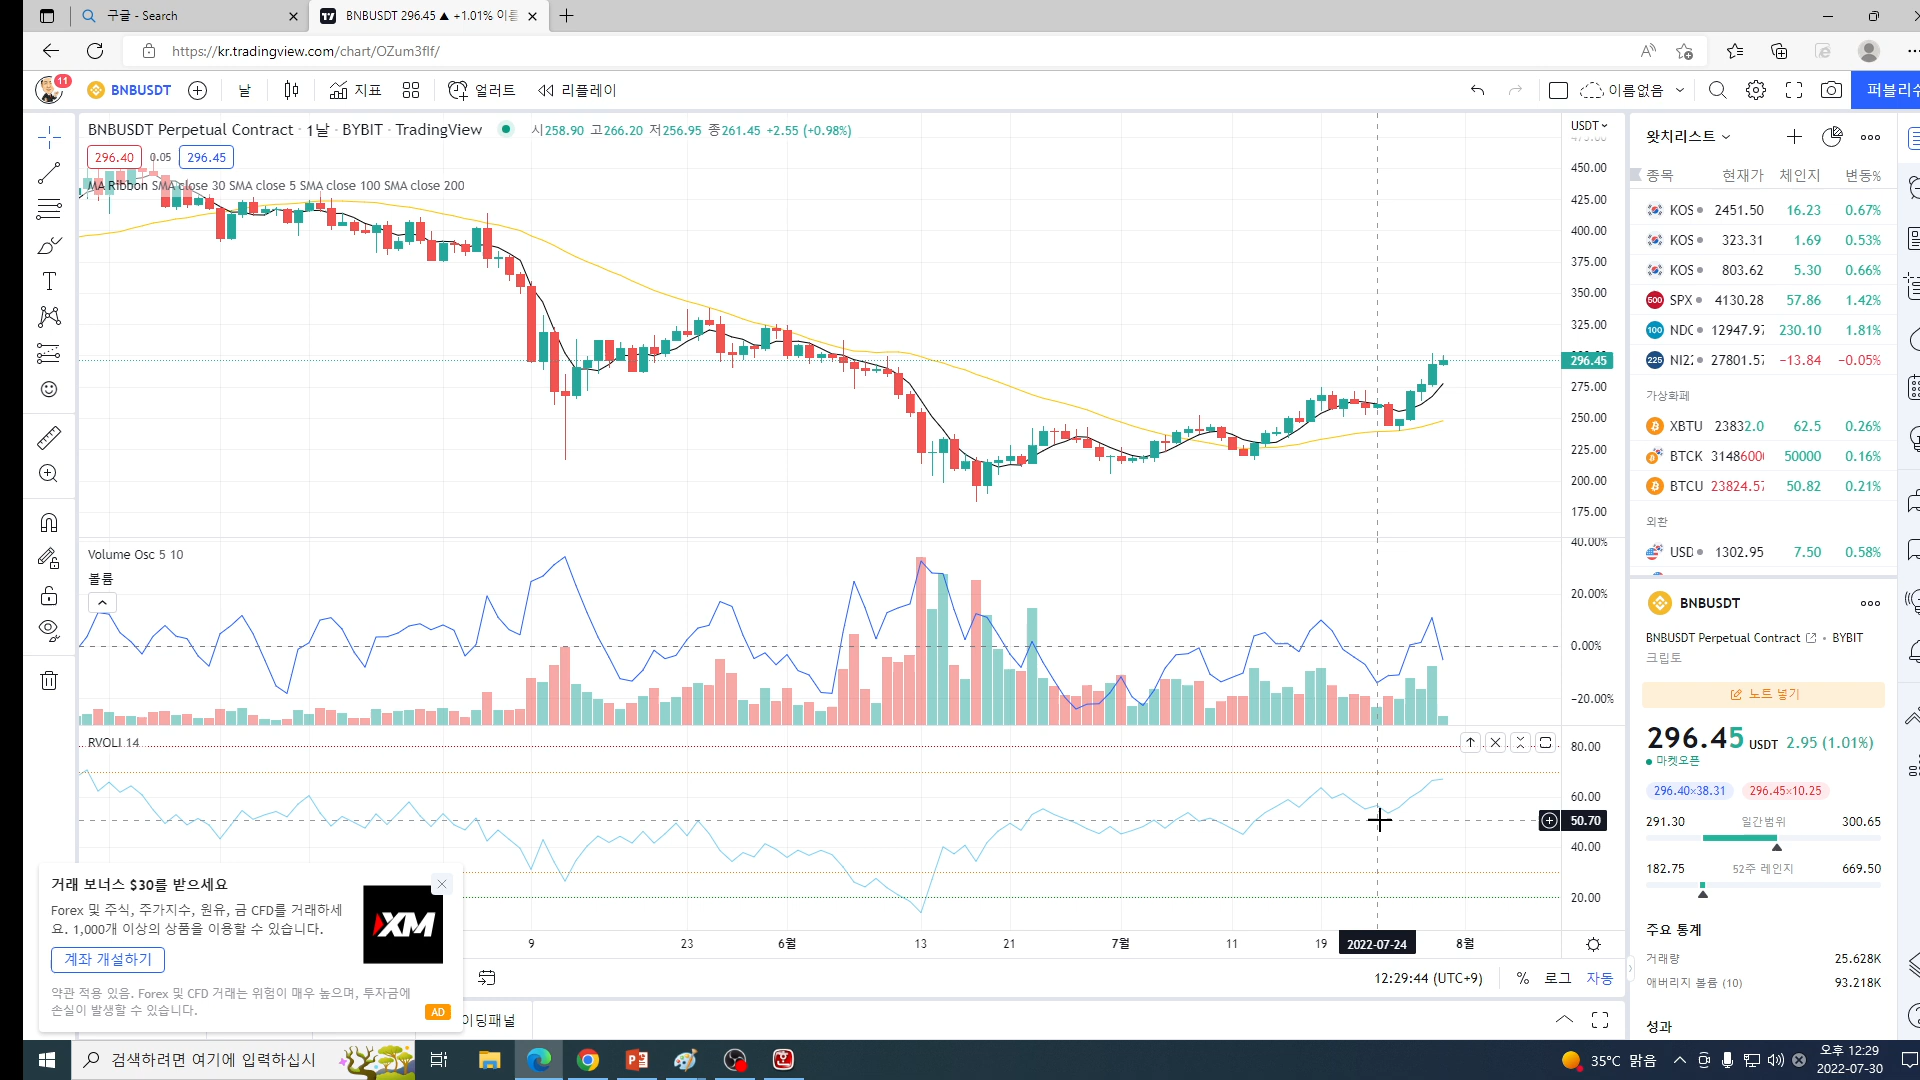 구글 - Search
BNBUSDT 296.45 ▲ +1.01% 이름
https://kr.tradingview.com/chart/OZum3flf/
11
BNBUSDT
날
지표
얼러트
리플레이
이름없음
퍼블리쉬
BNBUSDT Perpetual Contract · 1날 · BYBIT · TradingView
시258.90 고266.20 저256.95 종261.45 +2.55 (+0.98%)
296.40 0.05 296.45
MA Ribbon SMA close 30 SMA close 5 SMA close 100 SMA close 200
USDT
450.00
425.00
400.00
375.00
350.00
325.00
296.45
275.00
250.00
225.00
200.00
175.00
Volume Osc 5 10
볼륨
40.00%
20.00%
0.00%
−20.00%
RVOLI 14
80.00
60.00
50.70
40.00
20.00
9
23
6월
13
21
7월
11
19
2022-07-24
8월
12:29:44 (UTC+9)
%
로그
자동
이딩패널
거래 보너스 $30를 받으세요
Forex 및 주식, 주가지수, 원유, 금 CFD를 거래하세
요. 1,000개 이상의 상품을 이용할 수 있습니다.
계좌 개설하기
XM
약관 적용 있음. Forex 및 CFD 거래는 위험이 매우 높으며, 투자금에
손실이 발생할 수 있습니다.
AD
왓치리스트
종목 현재가 체인지 변동%
KOS 2451.50 16.23 0.67%
KOS 323.31 1.69 0.53%
KOS 803.62 5.30 0.66%
500 SPX 4130.28 57.86 1.42%
100 NDC 12947.97 230.10 1.81%
225 NI22 27801.57 −13.84 −0.05%
가상화폐
XBTU 23832.0 62.5 0.26%
BTCK 31486000 50000 0.16%
BTCU 23824.57 50.82 0.21%
외환
USD 1302.95 7.50 0.58%
BNBUSDT
BNBUSDT Perpetual Contract • BYBIT
크립토
노트 넣기
296.45 USDT 2.95 (1.01%)
마켓오픈
296.40×38.31 296.45×10.25
291.30 일간범위 300.65
182.75 52주 레인지 669.50
주요 통계
거래량 25.628K
애버리지 볼륨 (10) 93.218K
성과
검색하려면 여기에 입력하십시
35°C 맑음
오후 12:29
2022-07-30